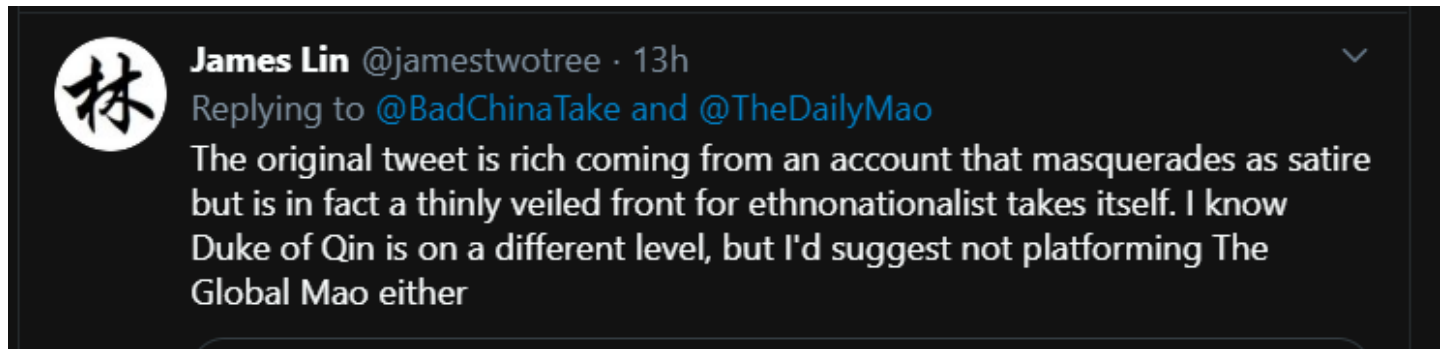 林
James Lin @jamestwotree · 13h
Replying to @BadChinaTake and @TheDailyMao
The original tweet is rich coming from an account that masquerades as satire
but is in fact a thinly veiled front for ethnonationalist takes itself. I know
Duke of Qin is on a different level, but I'd suggest not platforming The
Global Mao either